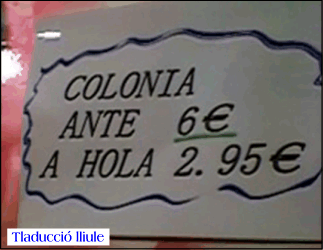 COLONIA
ANTE 6€
A HOLA 2.95€
Tladucció lliule